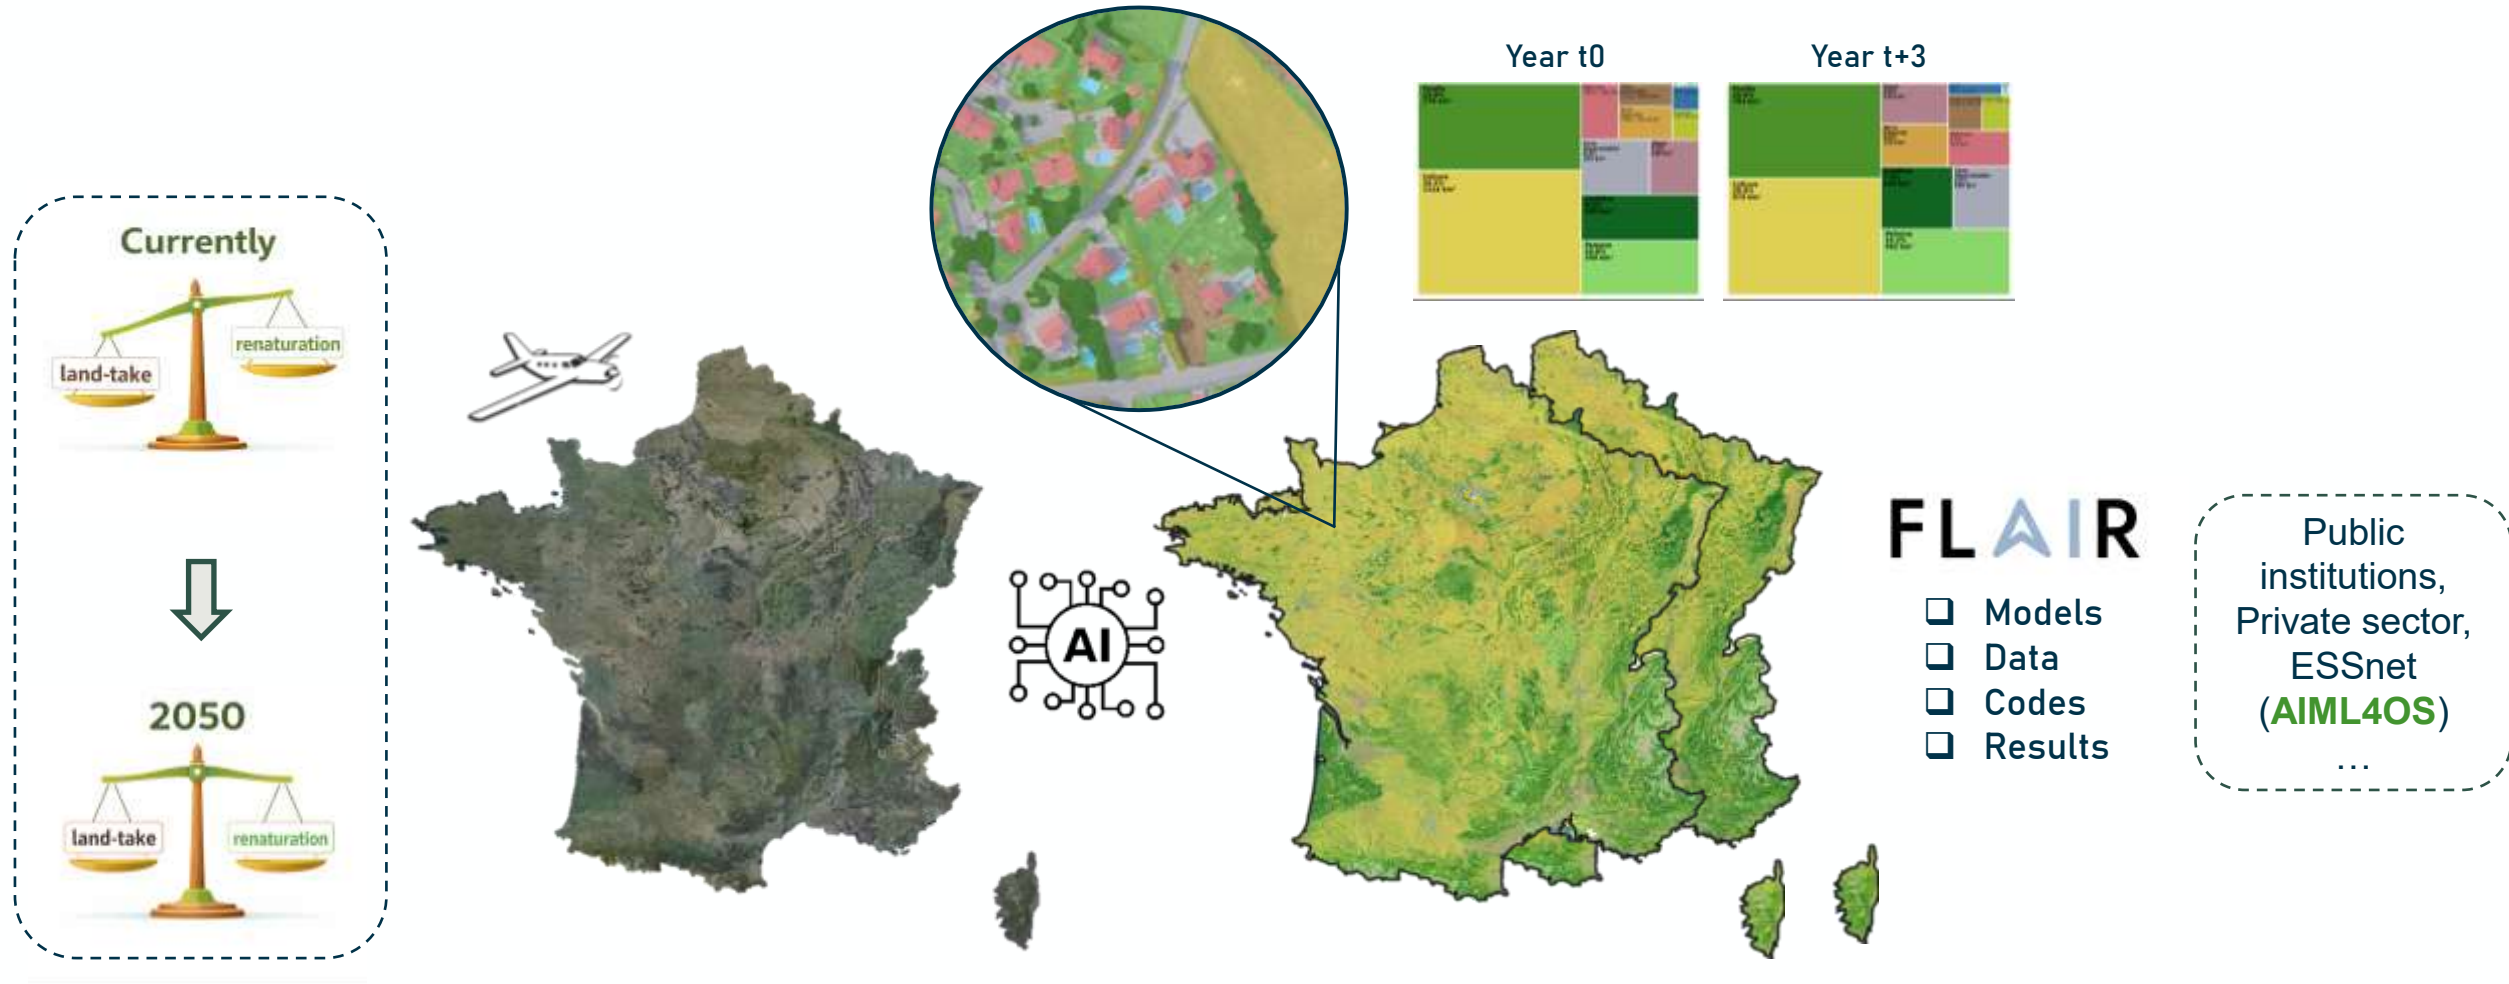 Currently
renaturation
land-take
2050
land-take
renaturation
AI
Year t0
Year t+3
FLAIR
❑ Models
❑ Data
❑ Codes
❑ Results
Public
institutions,
Private sector,
ESSnet
(AIML4OS)
...